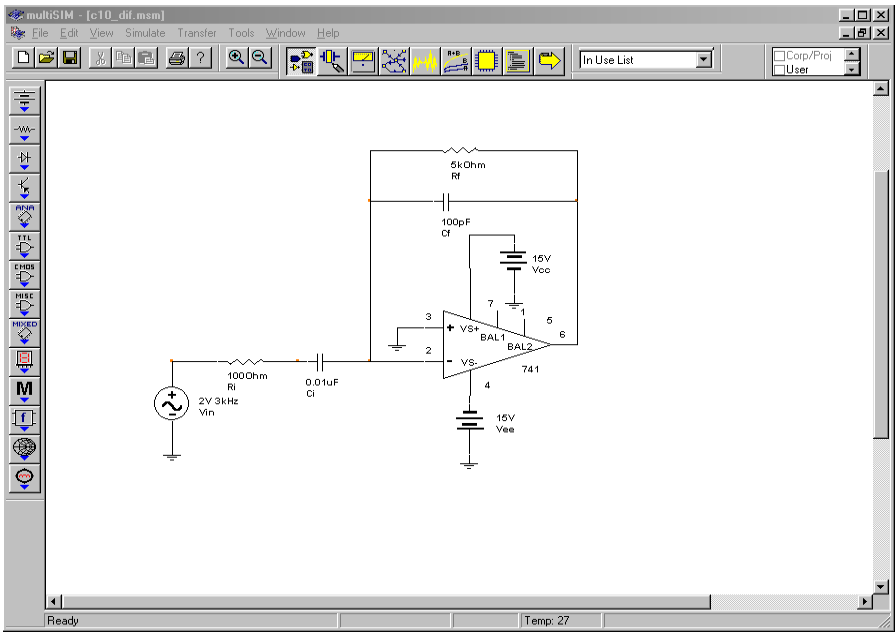 multiSIM - [c10_dif.msm]
File Edit View Simulate Transfer Tools Window Help
In Use List
Corp/Proj
User
A+B
ANA
TTL
CMOS
MISC
MIXED
M
f
5kOhm
Rf
100pF
Cf
15V
Vcc
7
1
5
3
VS+
BAL1
6
2
BAL2
VS-
741
4
100Ohm
Ri
0.01uF
Ci
2V 3kHz
Vin
15V
Vee
Ready
Temp: 27